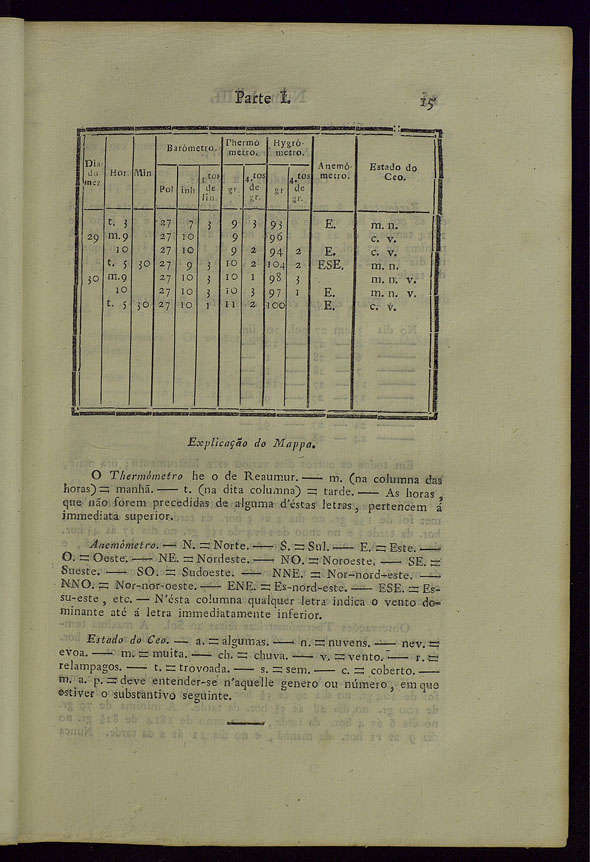 Parte I. 15
Barómetro. Thermó metro. Hygró- metro.
Dia do mez Hor. Min Anemó- metro. Estado do Ceo.
Pol inh 4.tos de lin. gr. 4.tos de gr. gr 4.tos de gr.
t. 3 27 7 3 9 3 93 E. m. n.
29 m.9 27 10 9 96 c. v.
10 27 10 9 2 94 2 E. c. v.
t. 5 30 27 9 3 10 2 104 2 ESE. m. n.
30 m.9 27 10 3 10 1 98 3 m. n. v.
10 27 10 3 10 3 97 1 E. m. n. v.
t. 5 30 27 10 1 11 2 100 E. c. v.
Explicação do Mappa.
O Thermómetro he o de Reaumur. — m. (na columna das
horas) = manhã. — t. (na dita columna) = tarde. — As horas,
que não forem precedidas de alguma d'éstas letras, pertencem á
immediata superior.
Anemómetro. — N. = Norte. — S. = Sul. — E. = Este. —
O. = Oeste. — NE. = Nordeste. — NO. = Noroeste. — SE. =
Sueste. — SO. = Sudoeste. — NNE. = Nor-nord-este. —
NNO. = Nor-nor-oeste. — ENE. = Es-nord-este. — ESE. = Es-
su-este, etc. — N'ésta columna qualquer letra indica o vento do-
minante até á letra immediatamente inferior.
Estado do Ceo. — a. = algumas. — n. = nuvens. — nev. =
evoa. — m. = muita. — ch. = chuva. — v. = vento. — r. =
relampagos. — t. = trovoada. — s. = sem. — c. = coberto. —
m. a. p. = deve entender-se n'aquelle genero ou número, em que
estiver o substantivo seguinte.